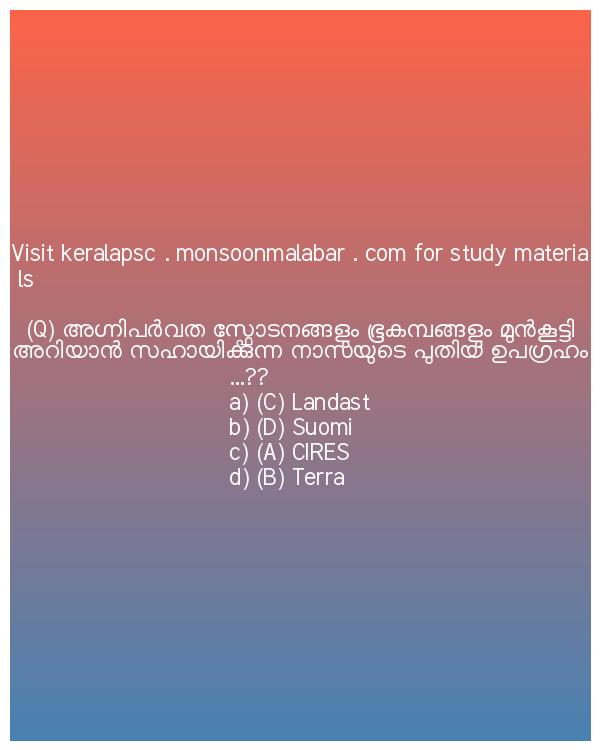 Visit keralapsc . monsoonmalabar . com for study materia
ls
(Q) അഗ്നിപർവത സ്ഫോടനങ്ങളും ഭൂകമ്പങ്ങളും മുൻകൂട്ടി
അറിയാൻ സഹായിക്കുന്ന നാസയുടെ പുതിയ ഉപഗ്രഹം
...??
a) (C) Landast
b) (D) Suomi
c) (A) CIRES
d) (B) Terra